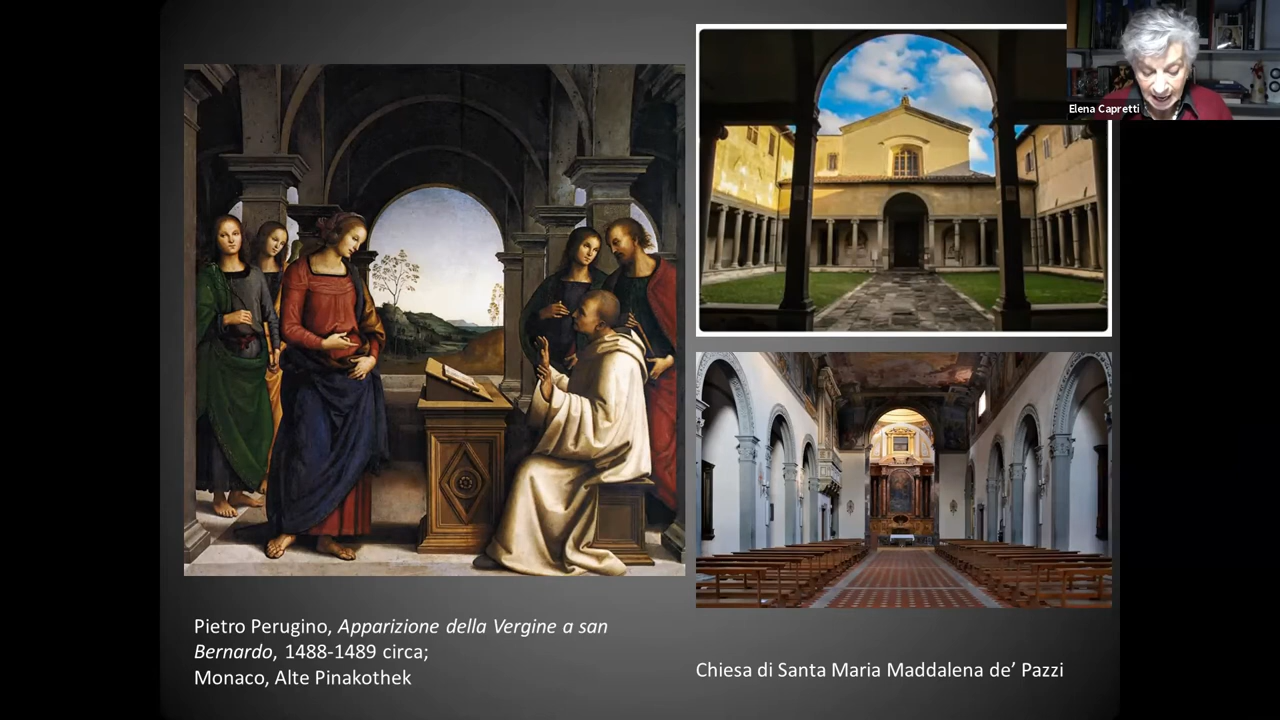 Elena Capretti
Pietro Perugino, Apparizione della Vergine a san
Bernardo, 1488-1489 circa;
Monaco, Alte Pinakothek
Chiesa di Santa Maria Maddalena de’ Pazzi